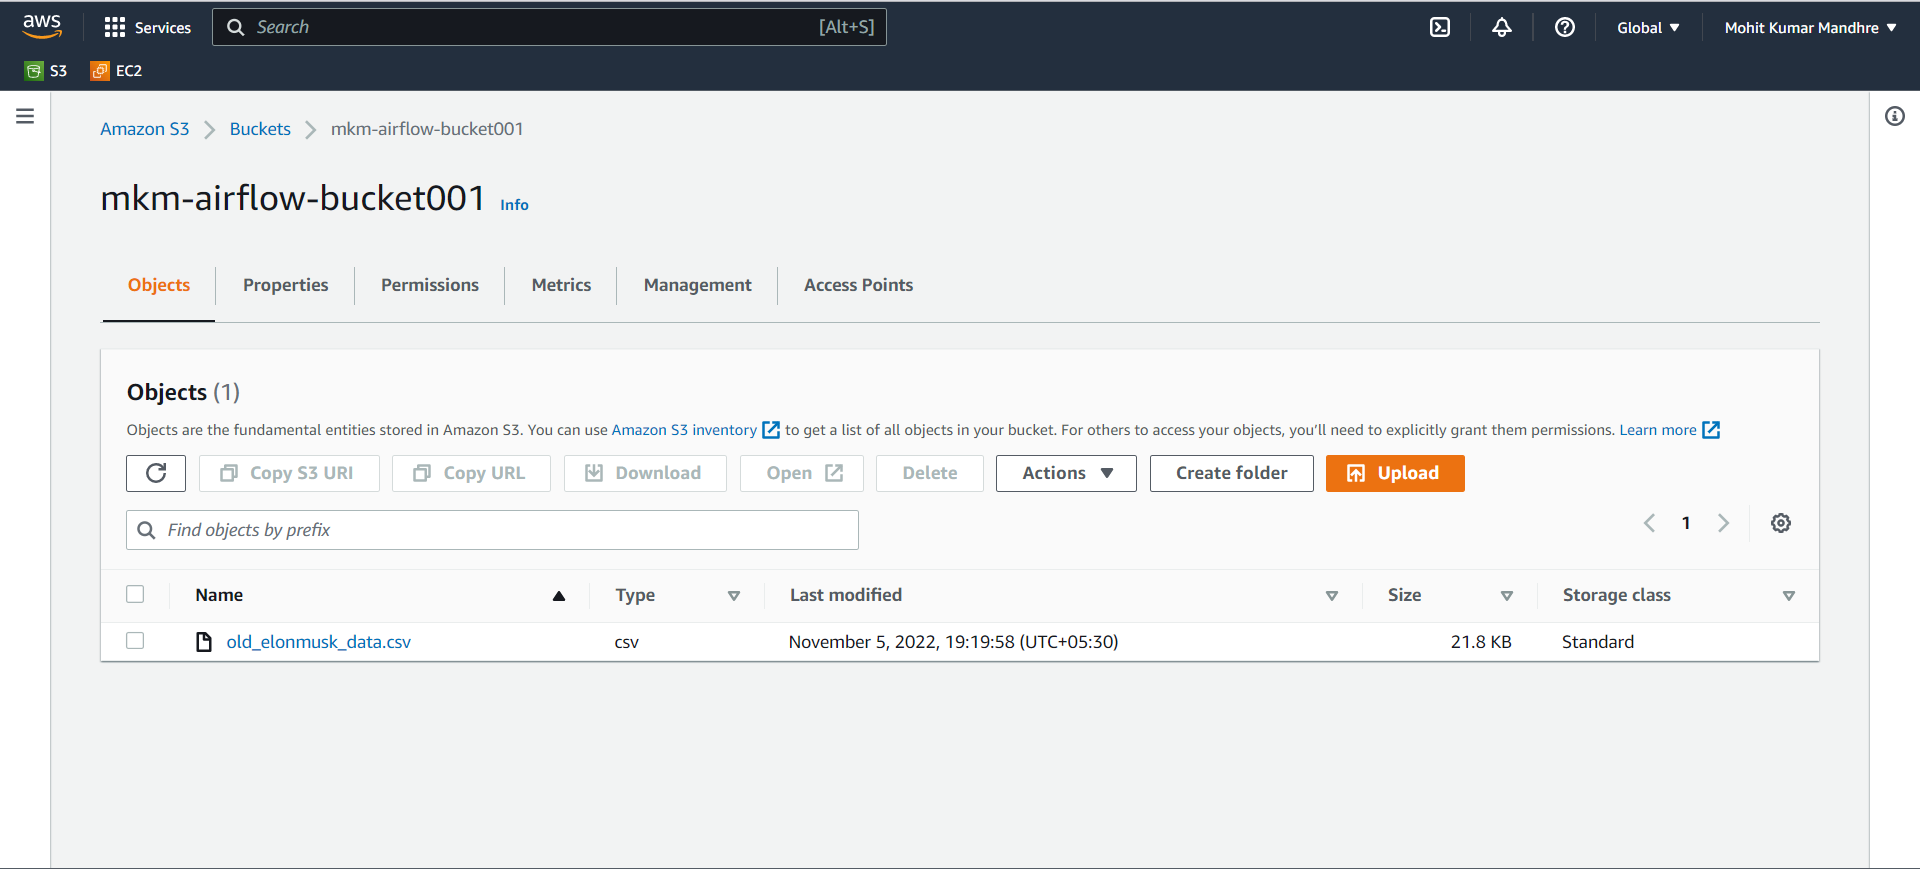 aws
Services
Search [Alt+S]
Global
Mohit Kumar Mandhre
S3
EC2
Amazon S3 Buckets mkm-airflow-bucket001
mkm-airflow-bucket001 Info
Objects Properties Permissions Metrics Management Access Points
Objects (1)
Objects are the fundamental entities stored in Amazon S3. You can use Amazon S3 inventory to get a list of all objects in your bucket. For others to access your objects, you'll need to explicitly grant them permissions. Learn more
Copy S3 URI Copy URL Download Open Delete Actions Create folder Upload
Find objects by prefix
1
Name Type Last modified Size Storage class
old_elonmusk_data.csv csv November 5, 2022, 19:19:58 (UTC+05:30) 21.8 KB Standard